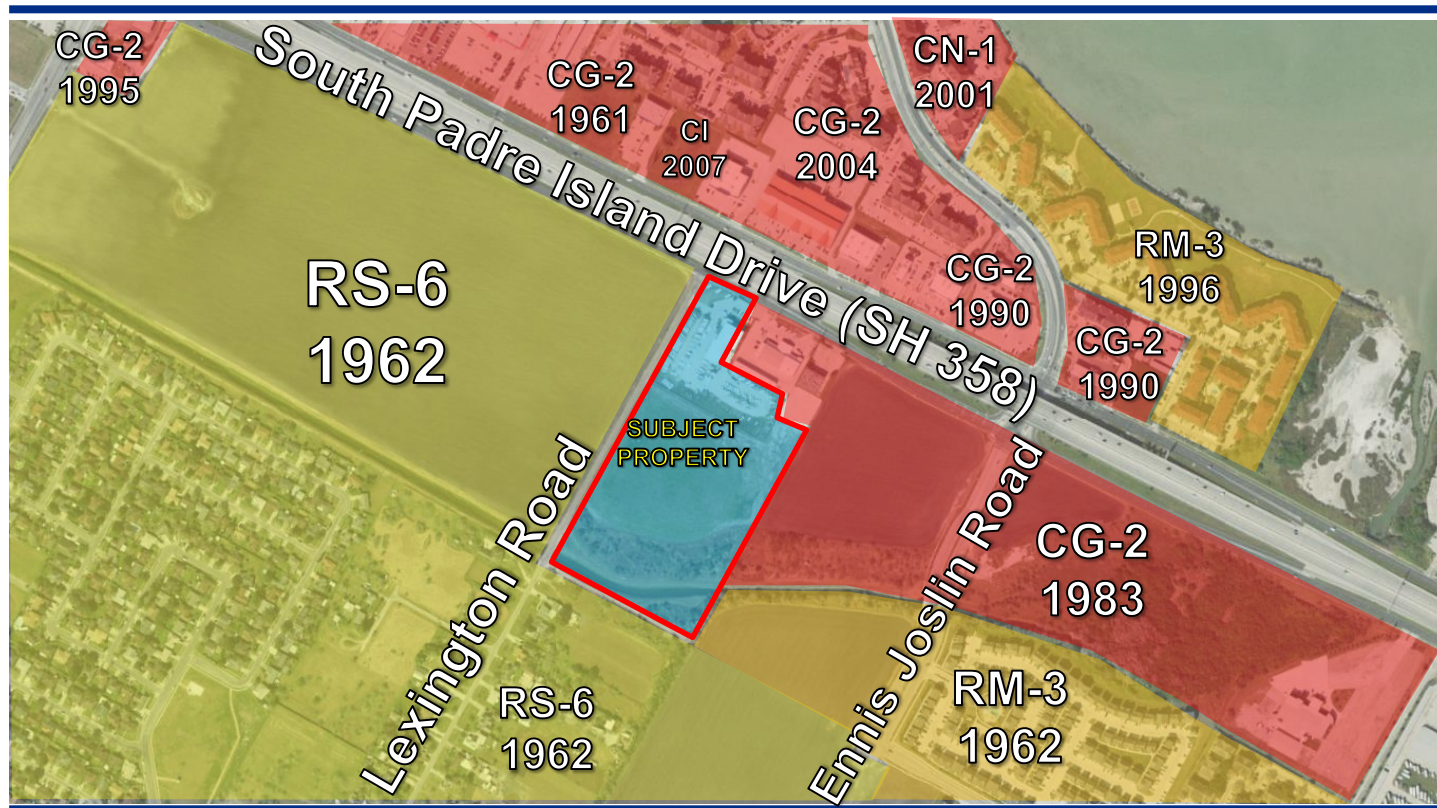 CG-2
1995
South Padre Island Drive (SH 358)
CG-2
1961
CI
2007
CG-2
2004
CN-1
2001
RM-3
1996
CG-2
1990
CG-2
1990
RS-6
1962
SUBJECT
PROPERTY
Lexington Road
Ennis Joslin Road
CG-2
1983
RS-6
1962
RM-3
1962